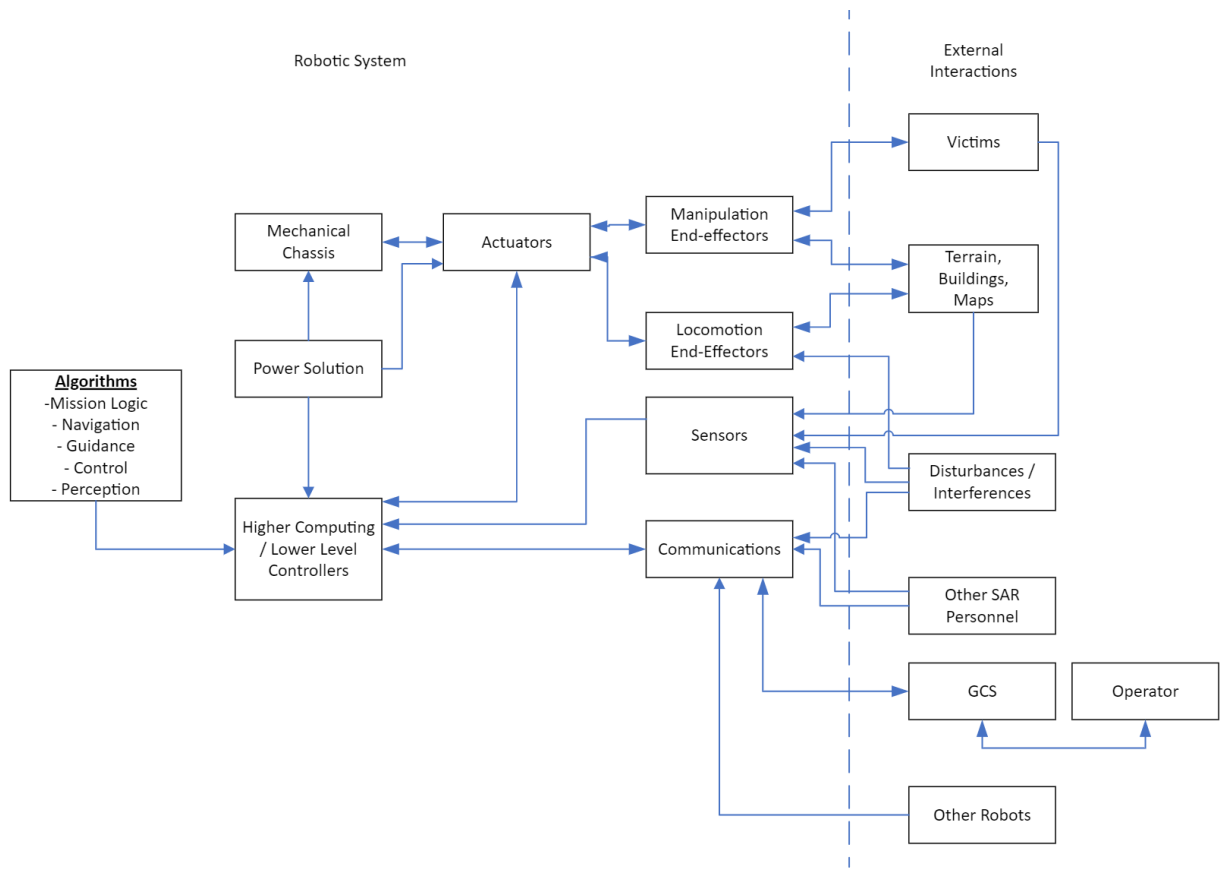 Robotic System
External
Interactions
Victims
Mechanical
Chassis
Actuators
Manipulation
End-effectors
Terrain,
Buildings,
Maps
Power Solution
Locomotion
End-Effectors
Algorithms
-Mission Logic
- Navigation
- Guidance
- Control
- Perception
Sensors
Disturbances /
Interferences
Higher Computing
/ Lower Level
Controllers
Communications
Other SAR
Personnel
GCS
Operator
Other Robots